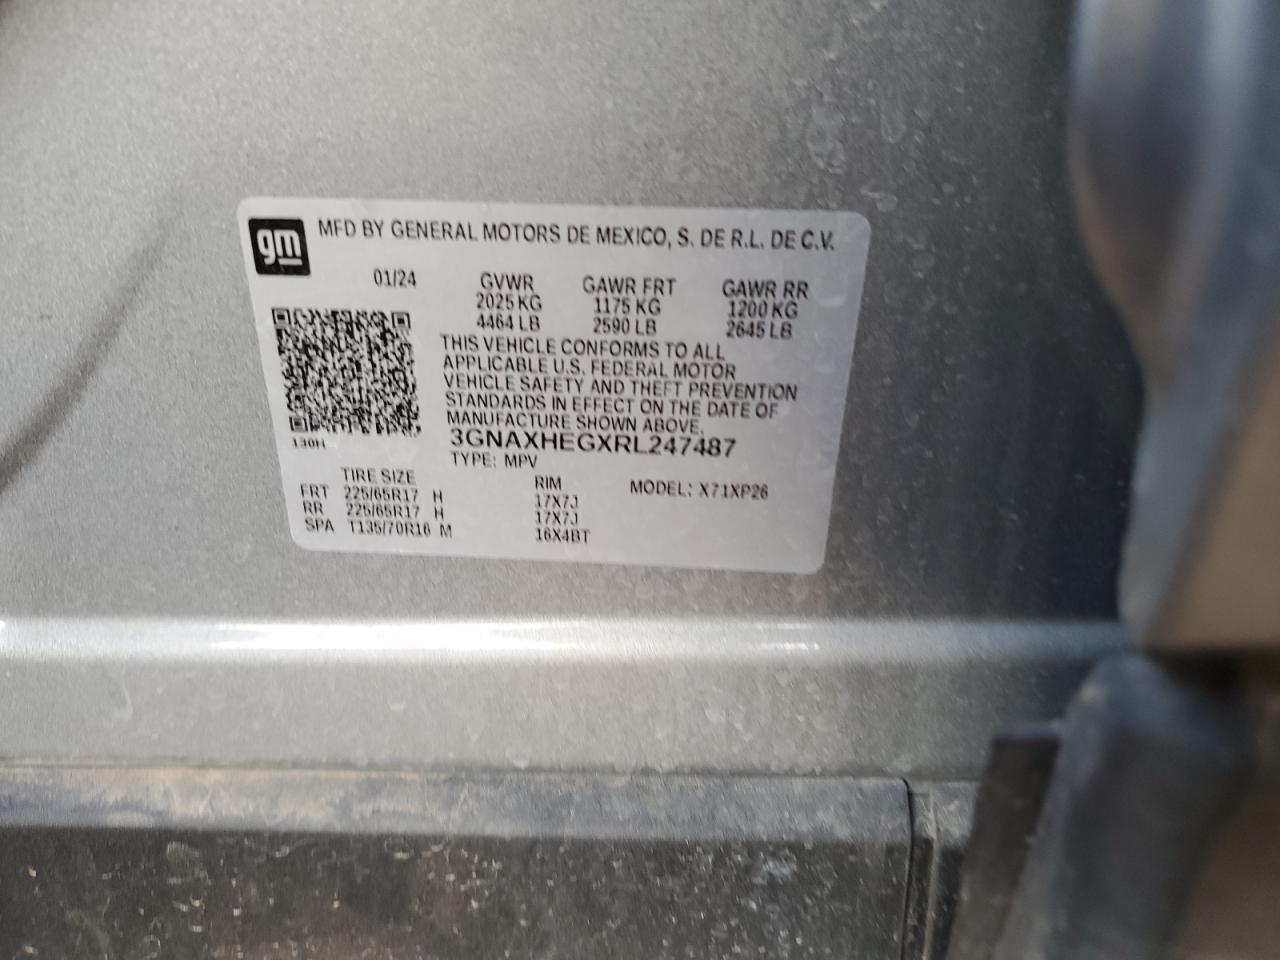 gm MFD BY GENERAL MOTORS DE MEXICO, S. DE R.L. DE C.V.
01/24 GVWR GAWR FRT GAWR RR
2025 KG 1175 KG 1200 KG
4464 LB 2590 LB 2645 LB
THIS VEHICLE CONFORMS TO ALL
APPLICABLE U.S. FEDERAL MOTOR
VEHICLE SAFETY AND THEFT PREVENTION
STANDARDS IN EFFECT ON THE DATE OF
MANUFACTURE SHOWN ABOVE.
130H 3GNAXHEGXRL247487
TYPE: MPV
TIRE SIZE RIM MODEL: X71XP26
FRT 225/65R17 H 17X7J
RR 225/65R17 H 17X7J
SPA T135/70R16 M 16X4BT